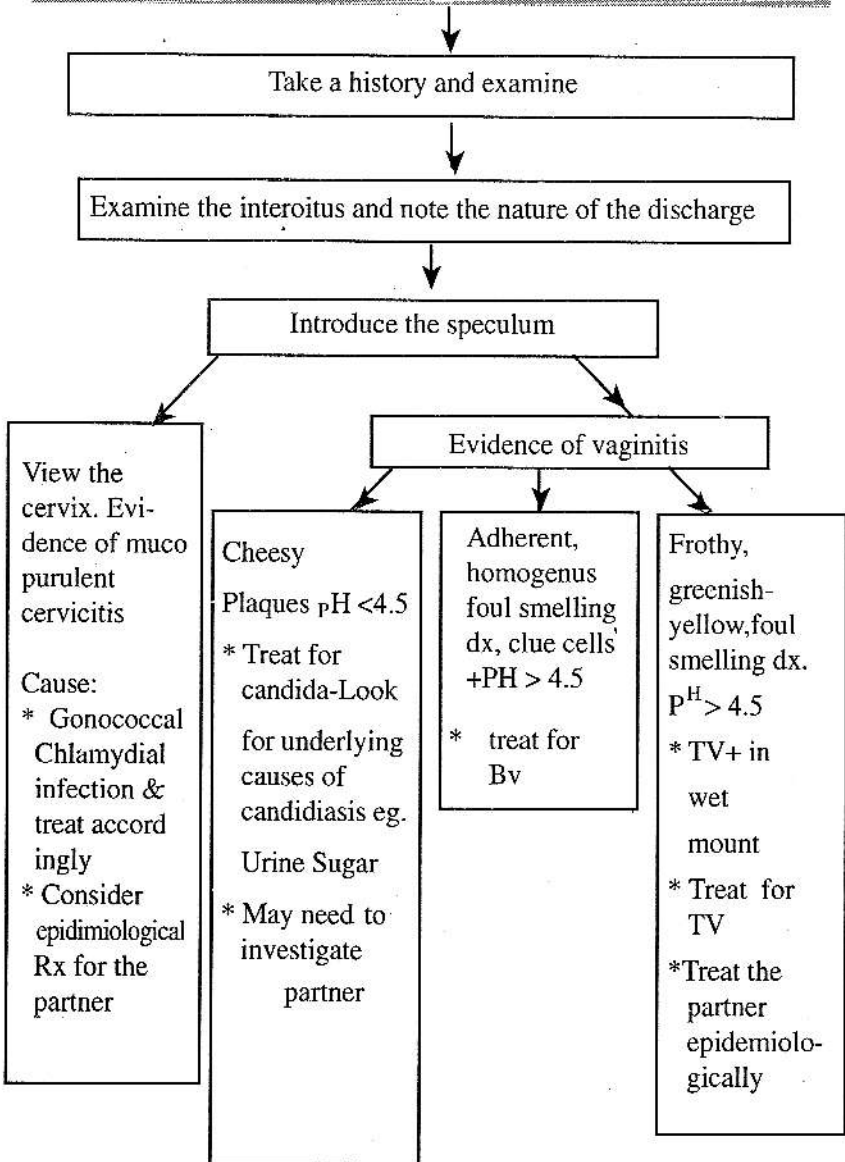 Take a history and examine
Examine the interoitus and note the nature of the discharge
Introduce the speculum
View the
cervix. Evi-
dence of muco
purulent
cervicitis
Cause:
* Gonococcal
Chlamydial
infection &
treat accord
ingly
* Consider
epidimiological
Rx for the
partner
Evidence of vaginitis
Cheesy
Plaques pH <4.5
* Treat for
candida-Look
for underlying
causes of
candidiasis eg.
Urine Sugar
* May need to
investigate
partner
Adherent,
homogenus
foul smelling
dx, clue cells
+PH > 4.5
* treat for
Bv
Frothy,
greenish-
yellow,foul
smelling dx.
P^H > 4.5
* TV+ in
wet
mount
* Treat for
TV
*Treat the
partner
epidemiolo-
gically